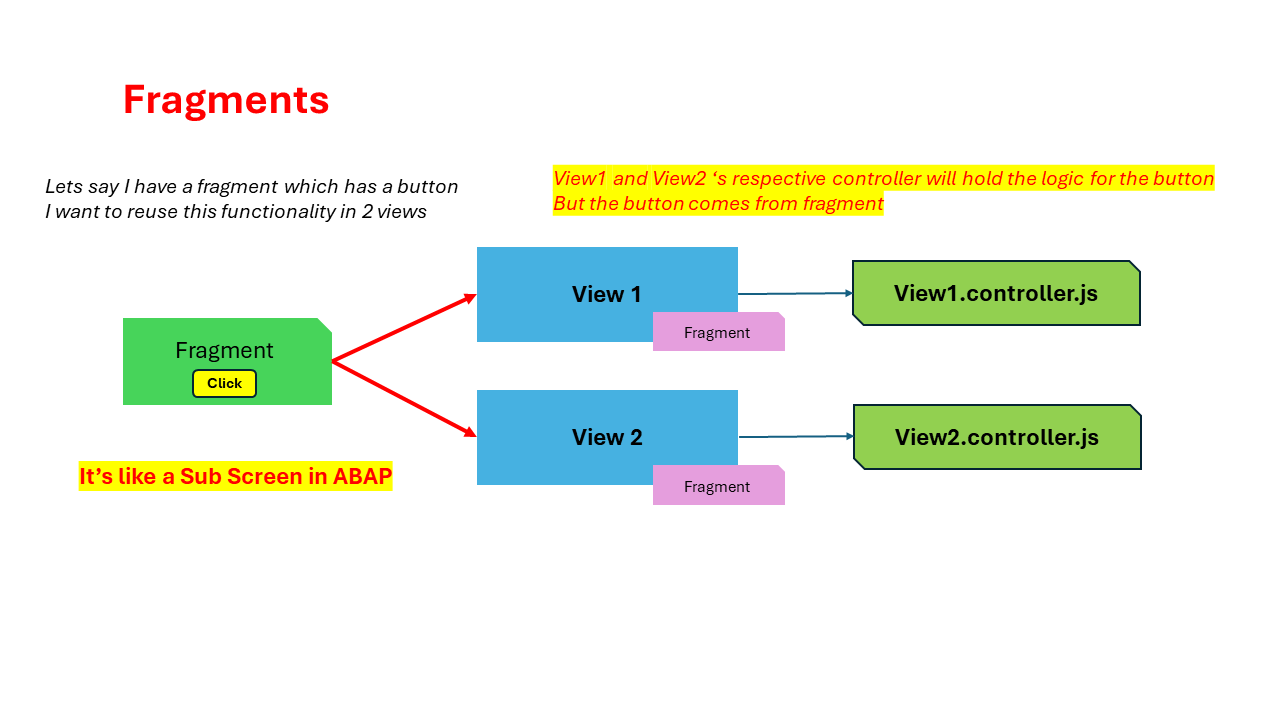 Fragments
Lets say I have a fragment which has a button
I want to reuse this functionality in 2 views
View1 and View2 ‘s respective controller will hold the logic for the button
But the button comes from fragment
View 1
View1.controller.js
Fragment
Fragment
Click
View 2
View2.controller.js
Fragment
It’s like a Sub Screen in ABAP